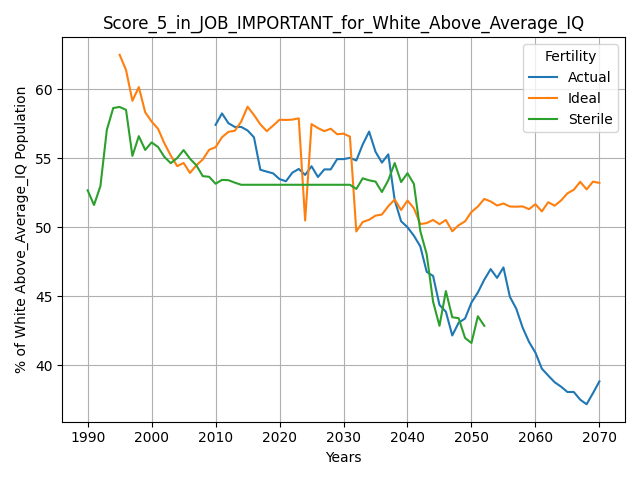 Score_5_in_JOB_IMPORTANT_for_White_Above_Average_IQ
Fertility
Actual
Ideal
Sterile
% of White Above_Average_IQ Population
60
55
50
45
40
1990
2000
2010
2020
2030
2040
2050
2060
2070
Years